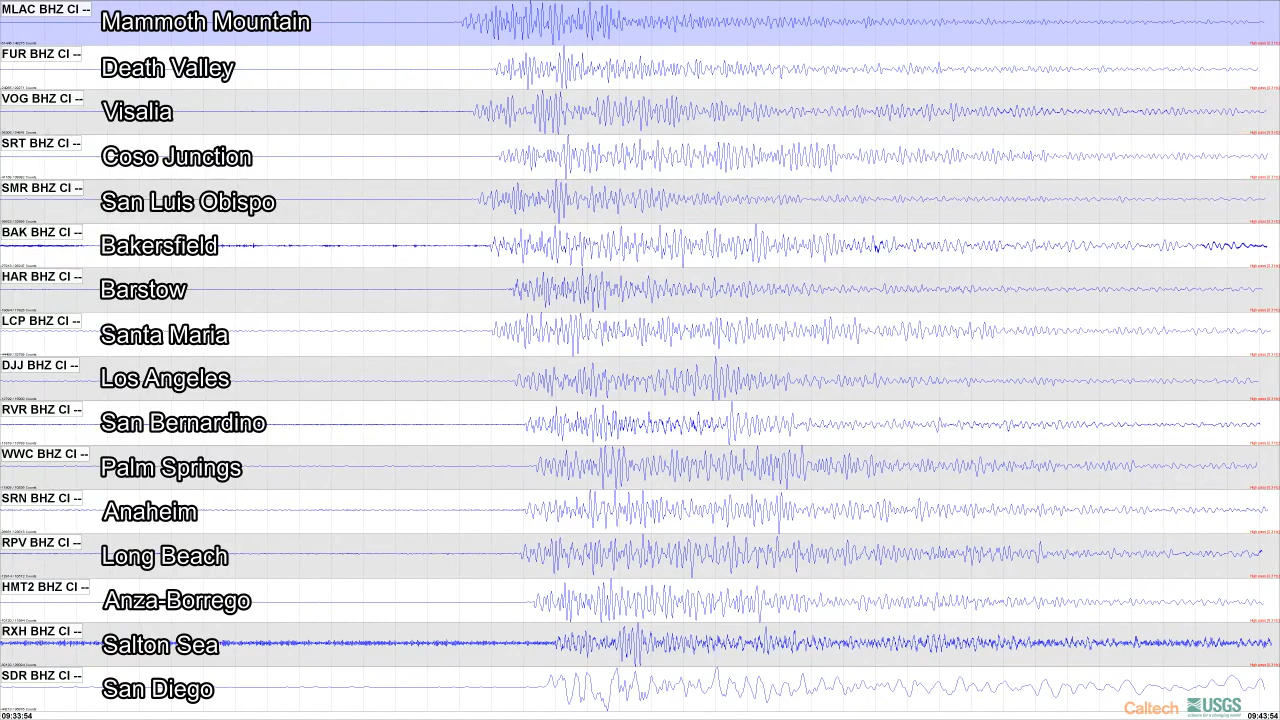 MLAC BHZ CI --
Mammoth Mountain
FUR BHZ CI --
Death Valley
VOG BHZ CI --
Visalia
SRT BHZ CI --
Coso Junction
SMR BHZ CI --
San Luis Obispo
BAK BHZ CI --
Bakersfield
HAR BHZ CI --
Barstow
LCP BHZ CI --
Santa Maria
DJJ BHZ CI --
Los Angeles
RVR BHZ CI --
San Bernardino
WWC BHZ CI --
Palm Springs
SRN BHZ CI --
Anaheim
RPV BHZ CI --
Long Beach
HMT2 BHZ CI --
Anza-Borrego
RXH BHZ CI --
Salton Sea
SDR BHZ CI --
San Diego
Caltech USGS
science for a changing world
09:33:54
09:43:54